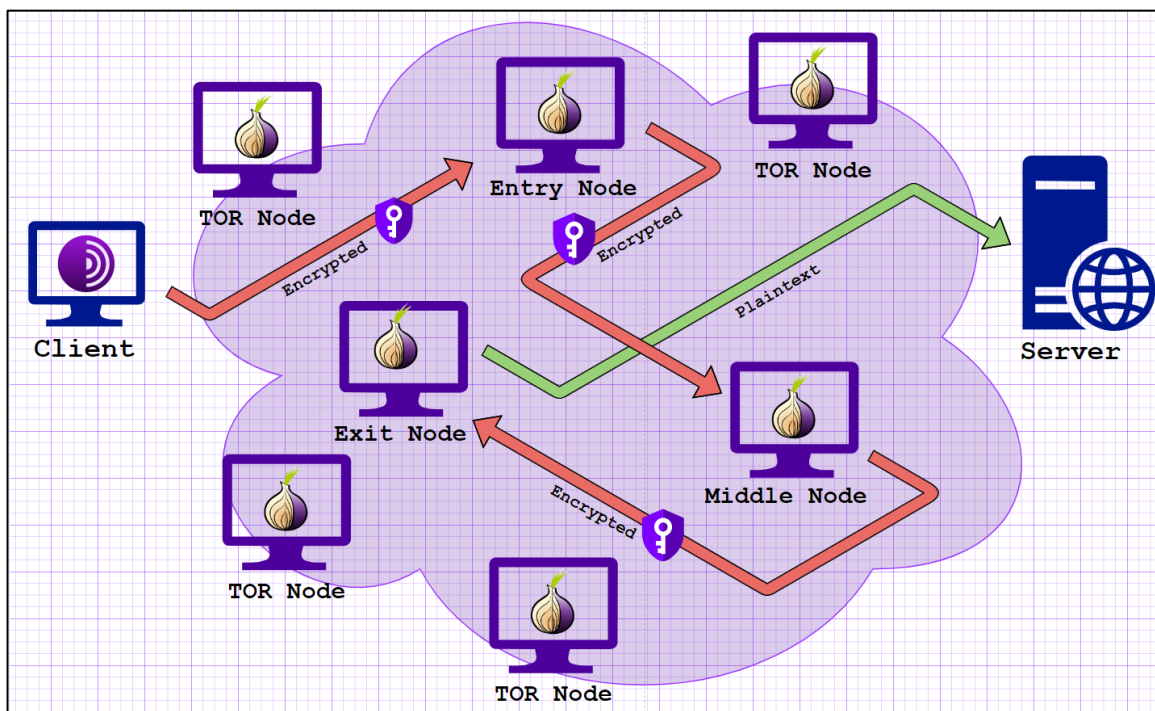 TOR Node
Entry Node
TOR Node
Encrypted
Encrypted
Client
Plaintext
Server
Exit Node
Middle Node
Encrypted
TOR Node
TOR Node